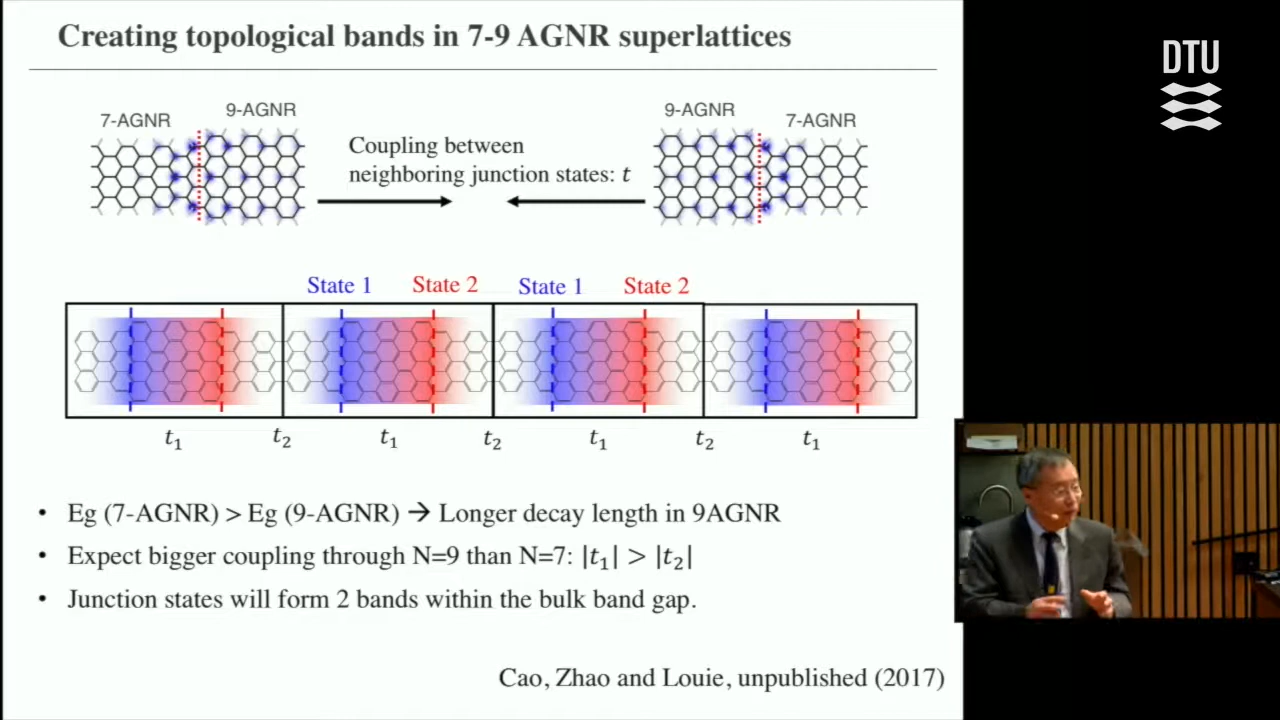 Creating topological bands in 7-9 AGNR superlattices
DTU
7-AGNR
9-AGNR
9-AGNR
7-AGNR
Coupling between
neighboring junction states: t
State 1
State 2
State 1
State 2
t₁
t₂
t₁
t₂
t₁
t₂
t₁
• Eg (7-AGNR) > Eg (9-AGNR) → Longer decay length in 9AGNR
• Expect bigger coupling through N=9 than N=7: |t₁| > |t₂|
• Junction states will form 2 bands within the bulk band gap.
Cao, Zhao and Louie, unpublished (2017)